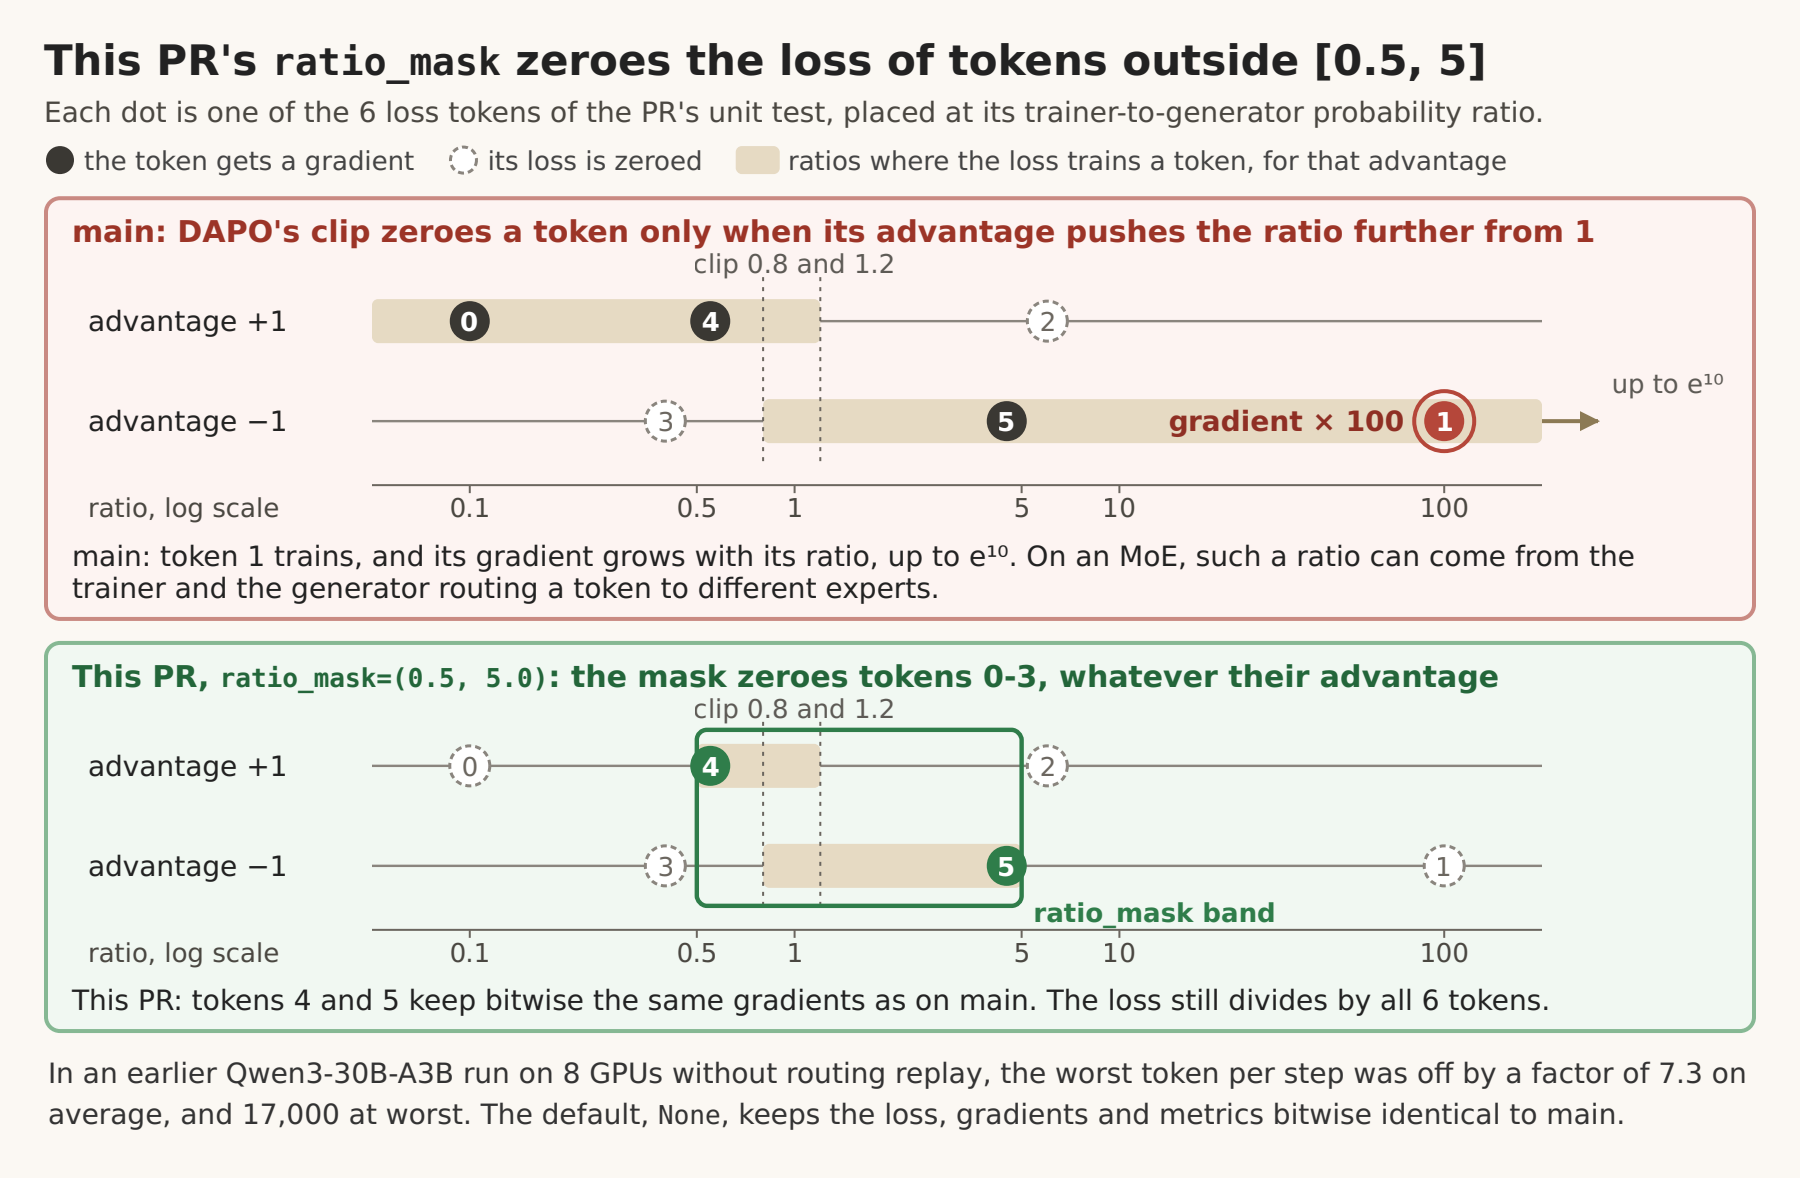 This PR's ratio_mask zeroes the loss of tokens outside [0.5, 5]
Each dot is one of the 6 loss tokens of the PR's unit test, placed at its trainer-to-generator probability ratio.
the token gets a gradient its loss is zeroed ratios where the loss trains a token, for that advantage
main: DAPO's clip zeroes a token only when its advantage pushes the ratio further from 1
clip 0.8 and 1.2
advantage +1 0 4 2
up to e¹⁰
advantage −1 3 5 gradient × 100 1
ratio, log scale 0.1 0.5 1 5 10 100
main: token 1 trains, and its gradient grows with its ratio, up to e¹⁰. On an MoE, such a ratio can come from the
trainer and the generator routing a token to different experts.
This PR, ratio_mask=(0.5, 5.0): the mask zeroes tokens 0-3, whatever their advantage
clip 0.8 and 1.2
advantage +1 0 4 2
advantage −1 3 5 1
ratio_mask band
ratio, log scale 0.1 0.5 1 5 10 100
This PR: tokens 4 and 5 keep bitwise the same gradients as on main. The loss still divides by all 6 tokens.
In an earlier Qwen3-30B-A3B run on 8 GPUs without routing replay, the worst token per step was off by a factor of 7.3 on
average, and 17,000 at worst. The default, None, keeps the loss, gradients and metrics bitwise identical to main.